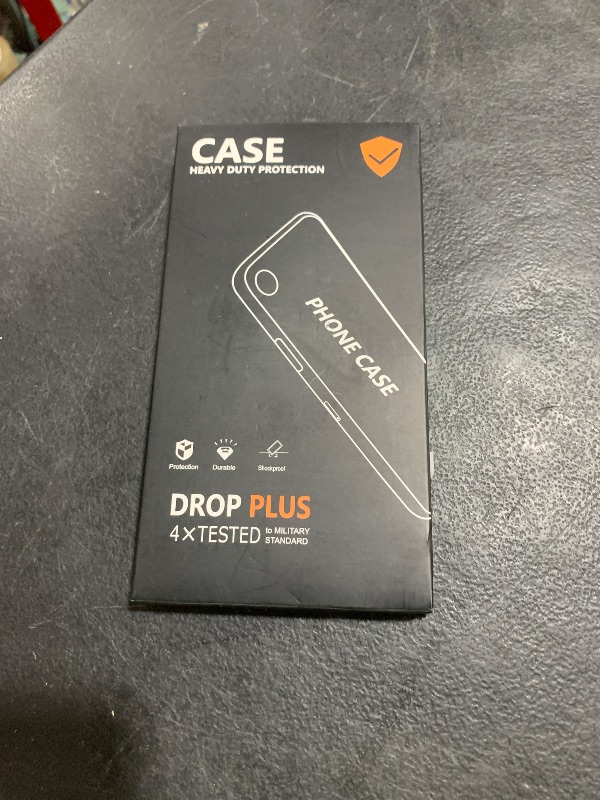 CASE
HEAVY DUTY PROTECTION
PHONE CASE
Protection Durable Shockproof
DROP PLUS
4×TESTED to MILITARY
STANDARD